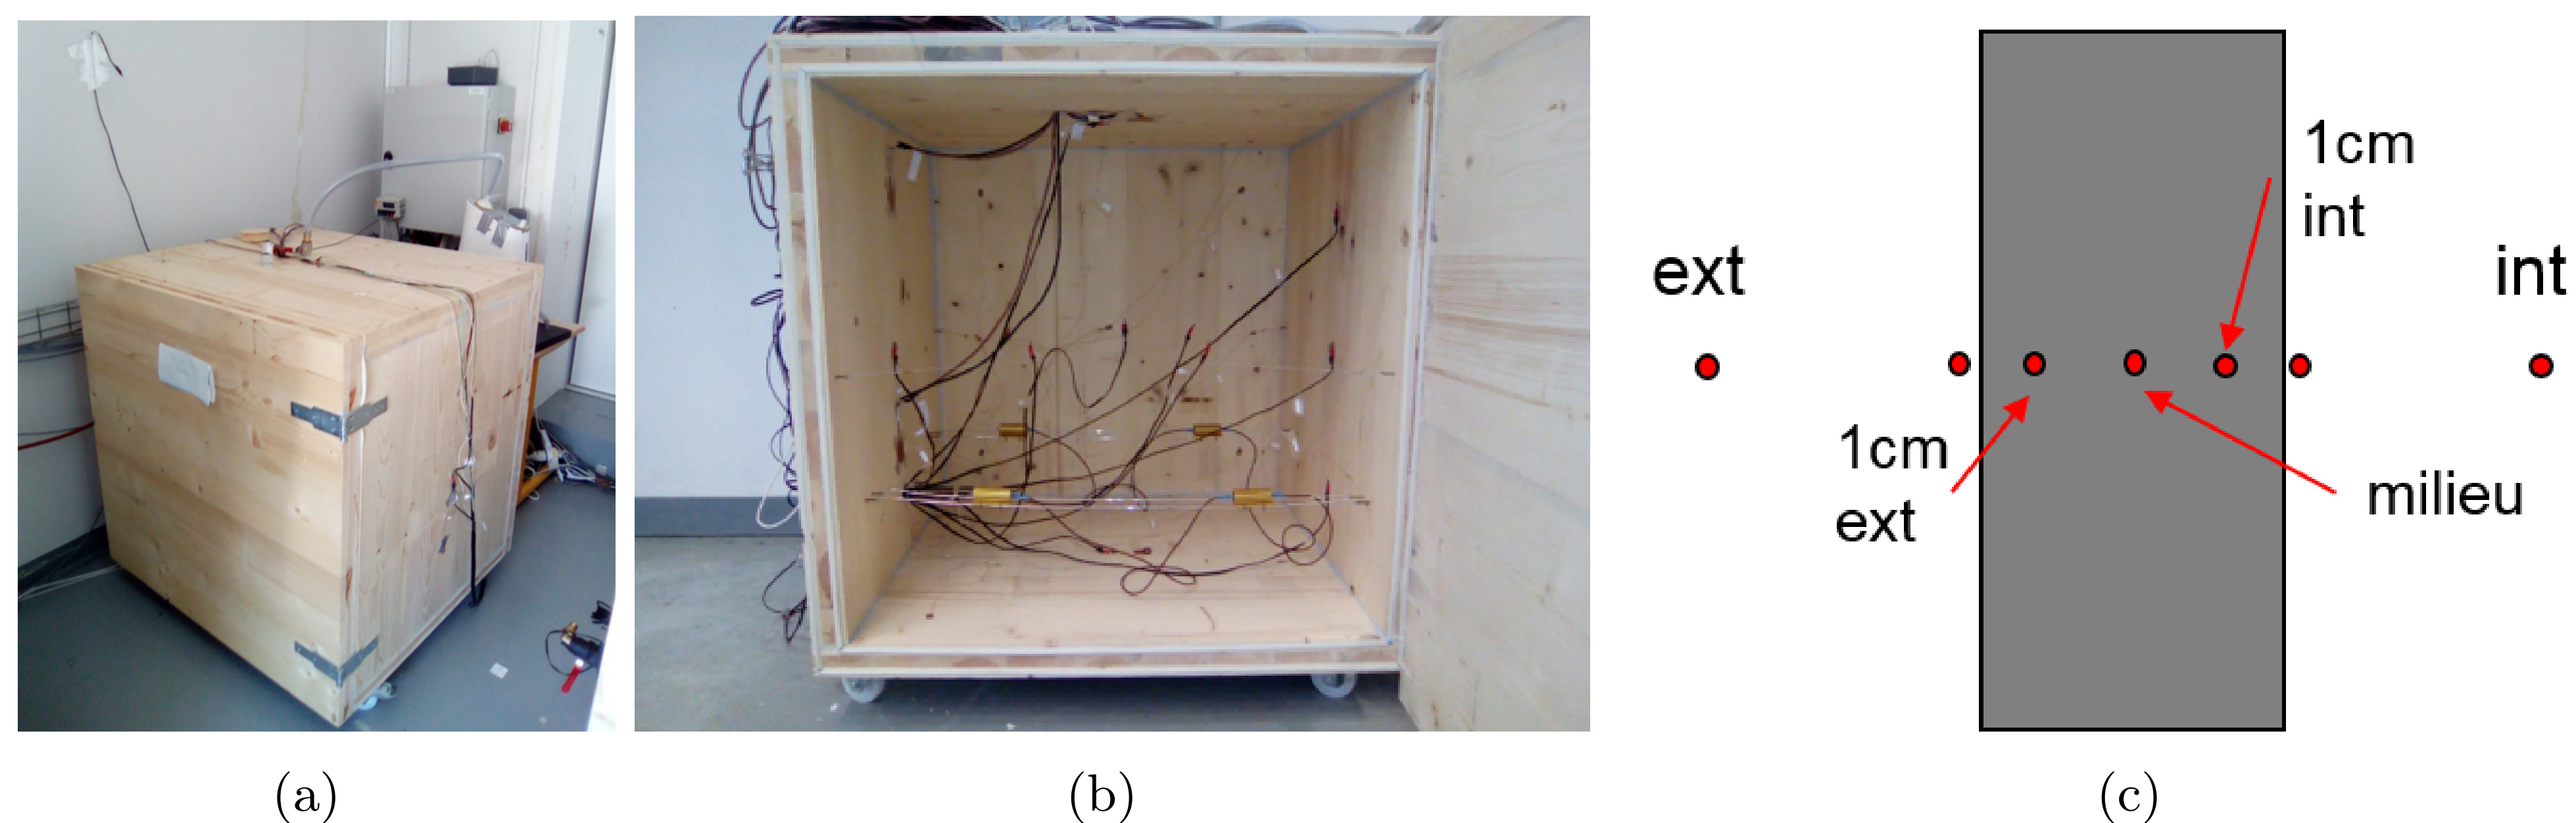 ext
1cm
int
int
1cm
ext
milieu
(a)
(b)
(c)